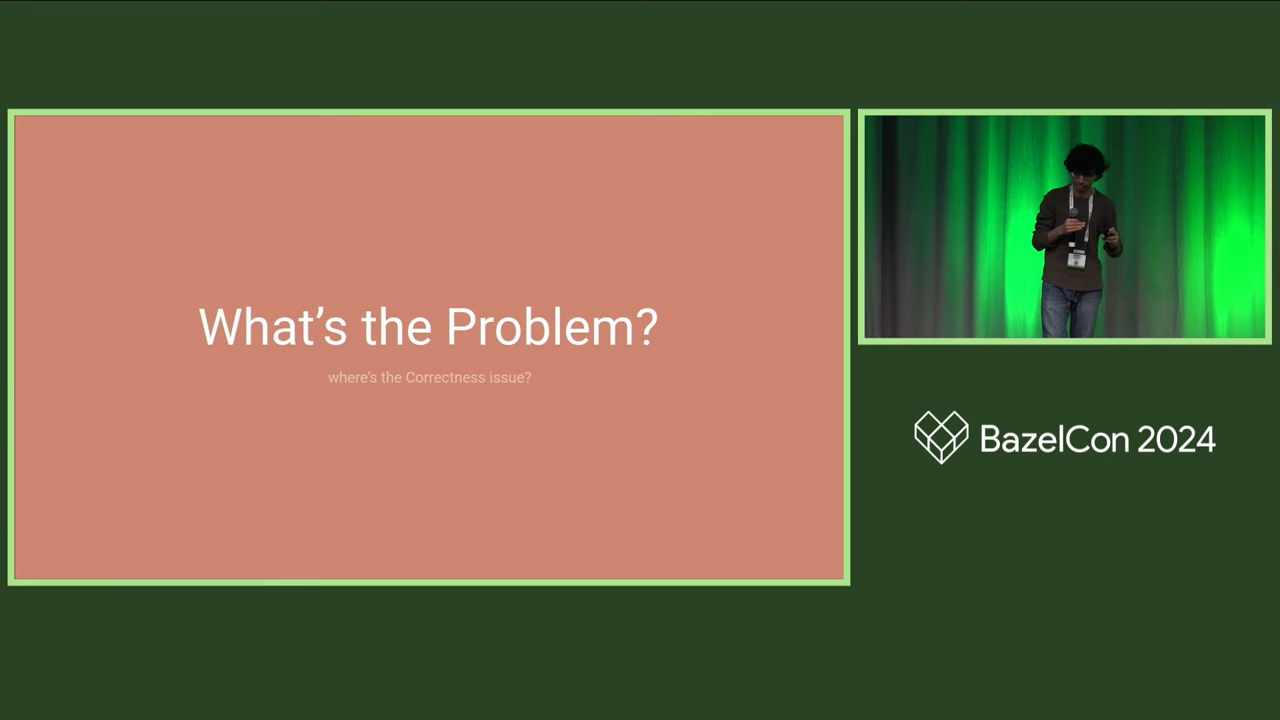 What's the Problem?
where's the Correctness issue?
BazelCon 2024